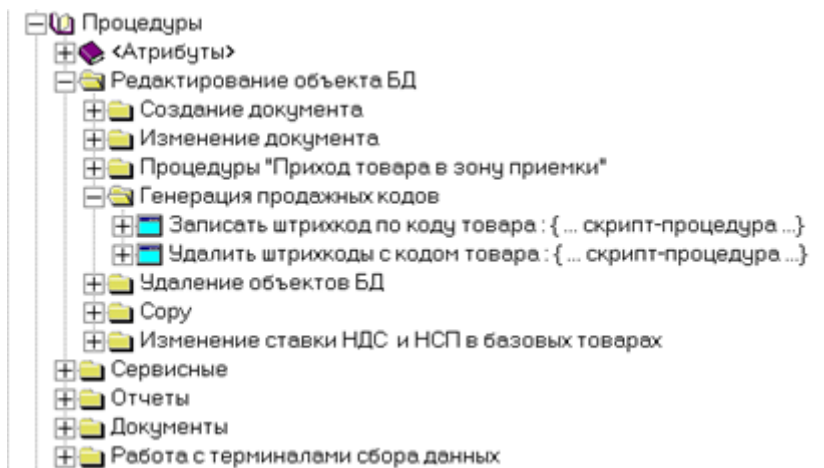 Процедуры
<Атрибуты>
Редактирование объекта БД
Создание документа
Изменение документа
Процедуры "Приход товара в зону приемки"
Генерация продажных кодов
Записать штрихкод по коду товара : { ... скрипт-процедура ...}
Удалить штрихкоды с кодом товара : { ... скрипт-процедура ...}
Удаление объектов БД
Copy
Изменение ставки НДС и НСП в базовых товарах
Сервисные
Отчеты
Документы
Работа с терминалами сбора данных